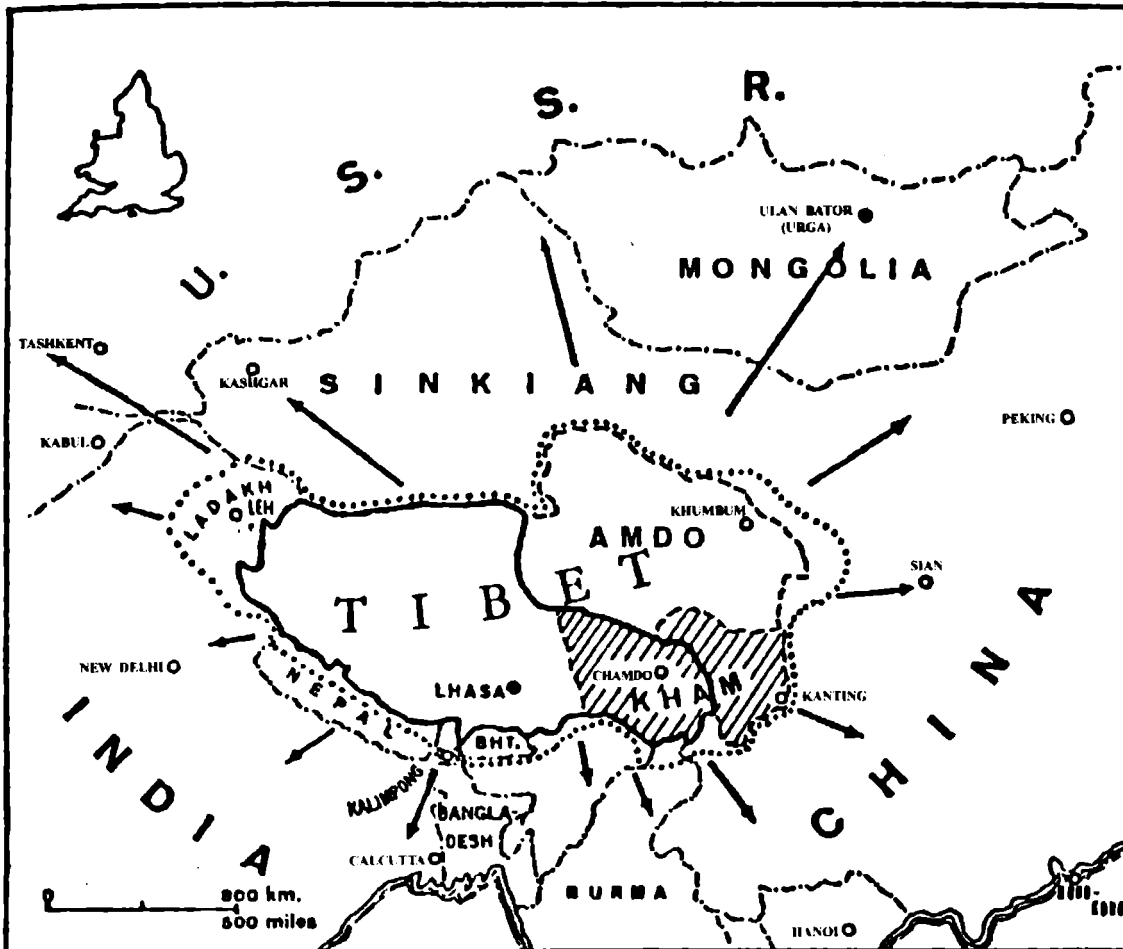 U. S. S. R.
ULAN BATOR
(URGA)
MONGOLIA
TASHKENT
KASHGAR
SINKIANG
KABUL
PEKING
LADAKH
LEH
KHUMBUM
AMDO
TIBET
SIAN
NEW DELHI
NEPAL
LHASA
CHAMDO
KHAM
KANTING
BHT.
INDIA
CHINA
KALIMPONG
BANGLA-
DESH
CALCUTTA
BURMA
HANOI
800 km.
500 miles